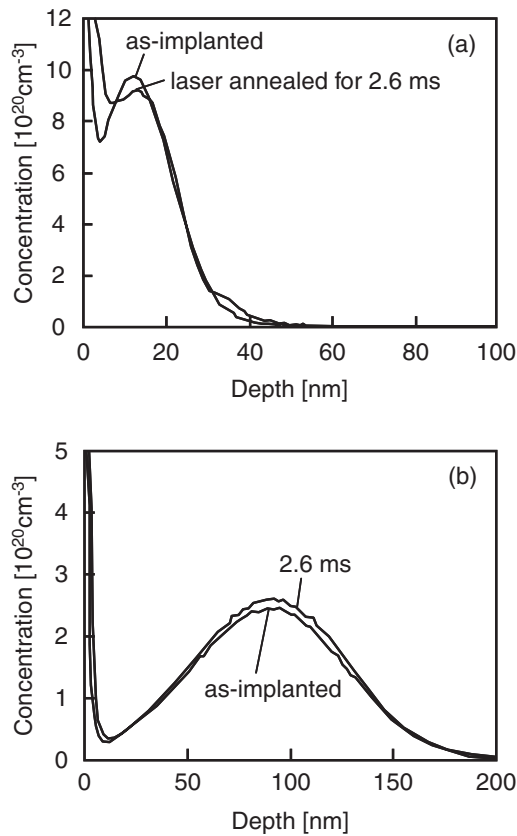 12
10
8
6
4
2
0
Concentration [10²⁰cm⁻³]
as-implanted
(a)
laser annealed for 2.6 ms
0 20 40 60 80 100
Depth [nm]
5
4
3
2
1
0
Concentration [10²⁰cm⁻³]
(b)
2.6 ms
as-implanted
0 50 100 150 200
Depth [nm]